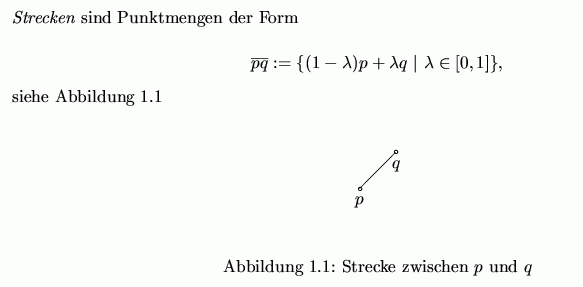 Strecken sind Punktmengen der Form
p̅q̅ := {(1 − λ)p + λq | λ ∈ [0, 1]},
siehe Abbildung 1.1
q
p
Abbildung 1.1: Strecke zwischen p und q